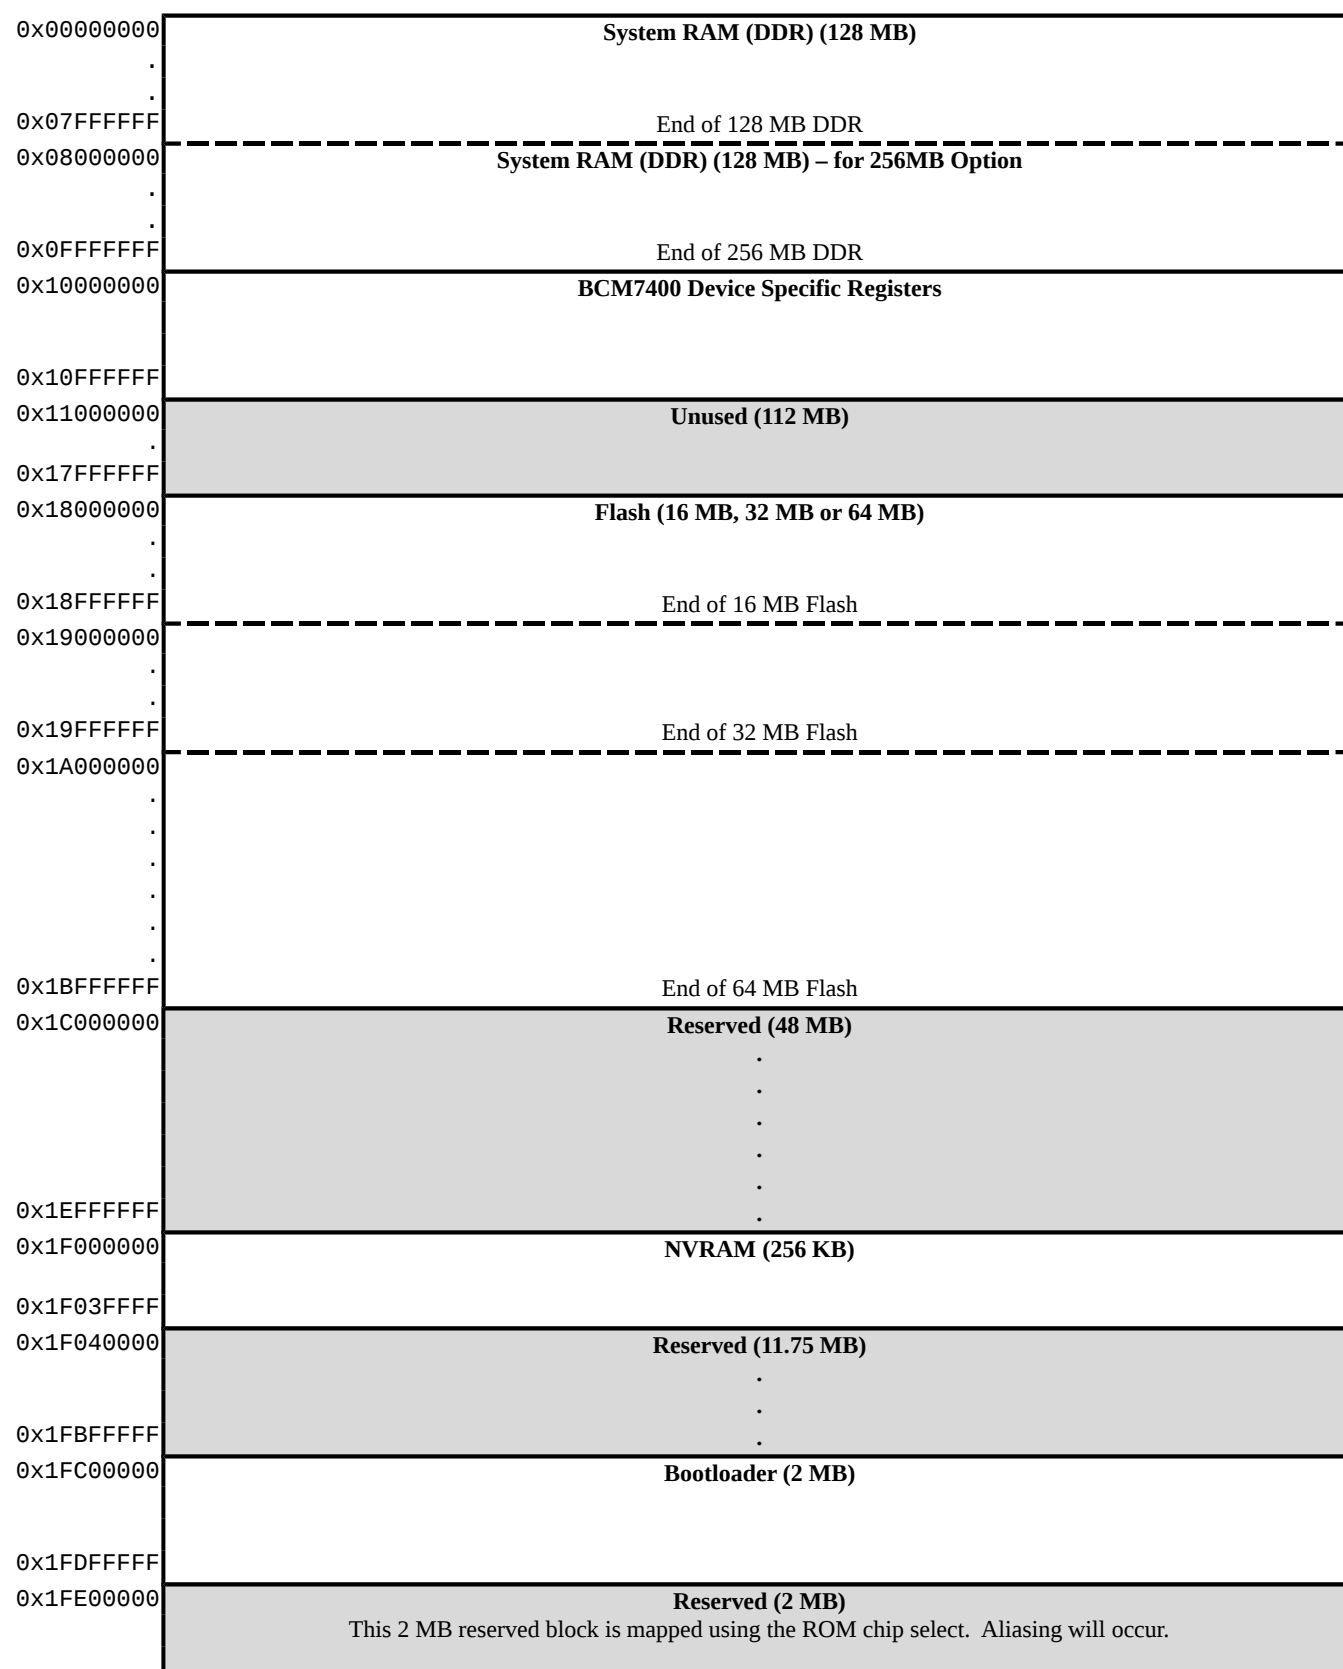 0x00000000 System RAM (DDR) (128 MB)
.
.
0x07FFFFFF End of 128 MB DDR
0x08000000 System RAM (DDR) (128 MB) – for 256MB Option
.
.
0x0FFFFFFF End of 256 MB DDR
0x10000000 BCM7400 Device Specific Registers
0x10FFFFFF
0x11000000 Unused (112 MB)
.
0x17FFFFFF
0x18000000 Flash (16 MB, 32 MB or 64 MB)
.
.
0x18FFFFFF End of 16 MB Flash
0x19000000
.
.
0x19FFFFFF End of 32 MB Flash
0x1A000000
.
.
.
.
.
.
0x1BFFFFFF End of 64 MB Flash
0x1C000000 Reserved (48 MB)
.
.
.
.
.
0x1EFFFFFF .
0x1F000000 NVRAM (256 KB)
0x1F03FFFF
0x1F040000 Reserved (11.75 MB)
.
.
0x1FBFFFFF .
0x1FC00000 Bootloader (2 MB)
0x1FDFFFFF
0x1FE00000 Reserved (2 MB)
This 2 MB reserved block is mapped using the ROM chip select.  Aliasing will occur.